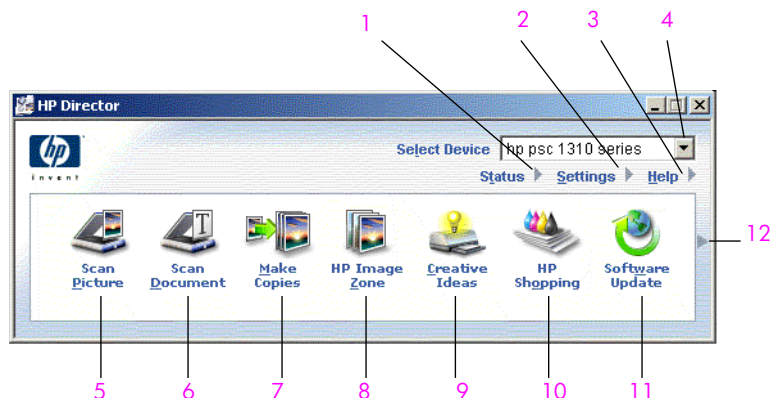 1 2 3 4
HP Director
hp
invent
Select Device hp psc 1310 series
Status Settings Help
12
Scan Picture
Scan Document
Make Copies
HP Image Zone
Creative Ideas
HP Shopping
Software Update
5 6 7 8 9 10 11